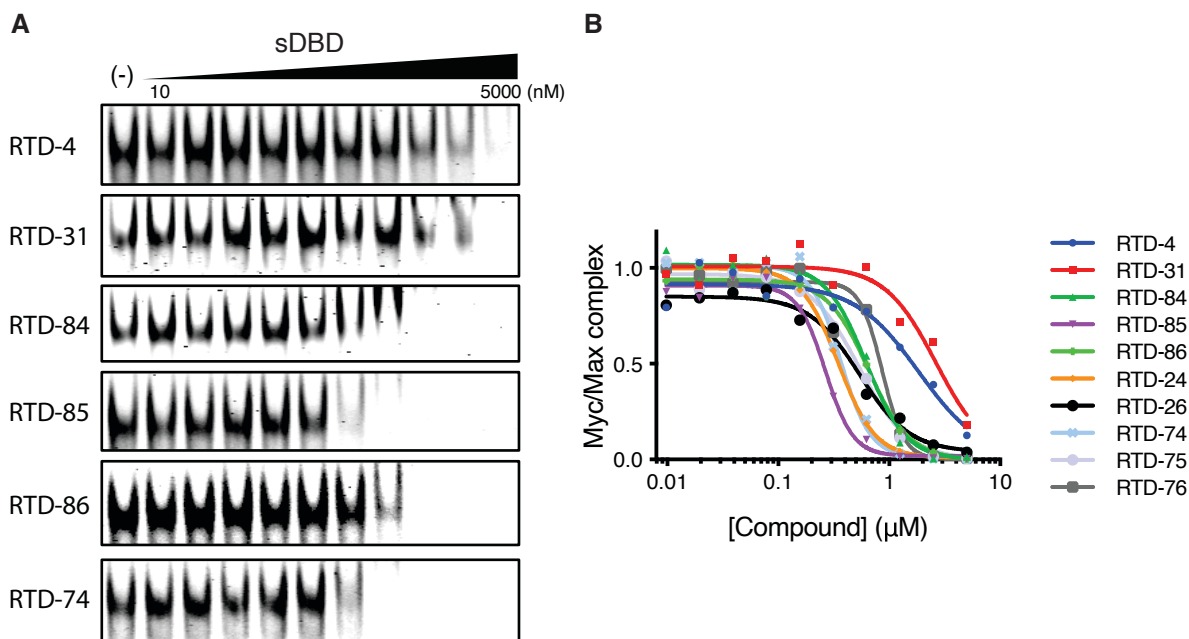 A
sDBD
(-)
10 5000 (nM)
RTD-4
RTD-31
RTD-84
RTD-85
RTD-86
RTD-74
B
Myc/Max complex
1.0
0.5
0.0
0.01 0.1 1 10
[Compound] (µM)
RTD-4
RTD-31
RTD-84
RTD-85
RTD-86
RTD-24
RTD-26
RTD-74
RTD-75
RTD-76